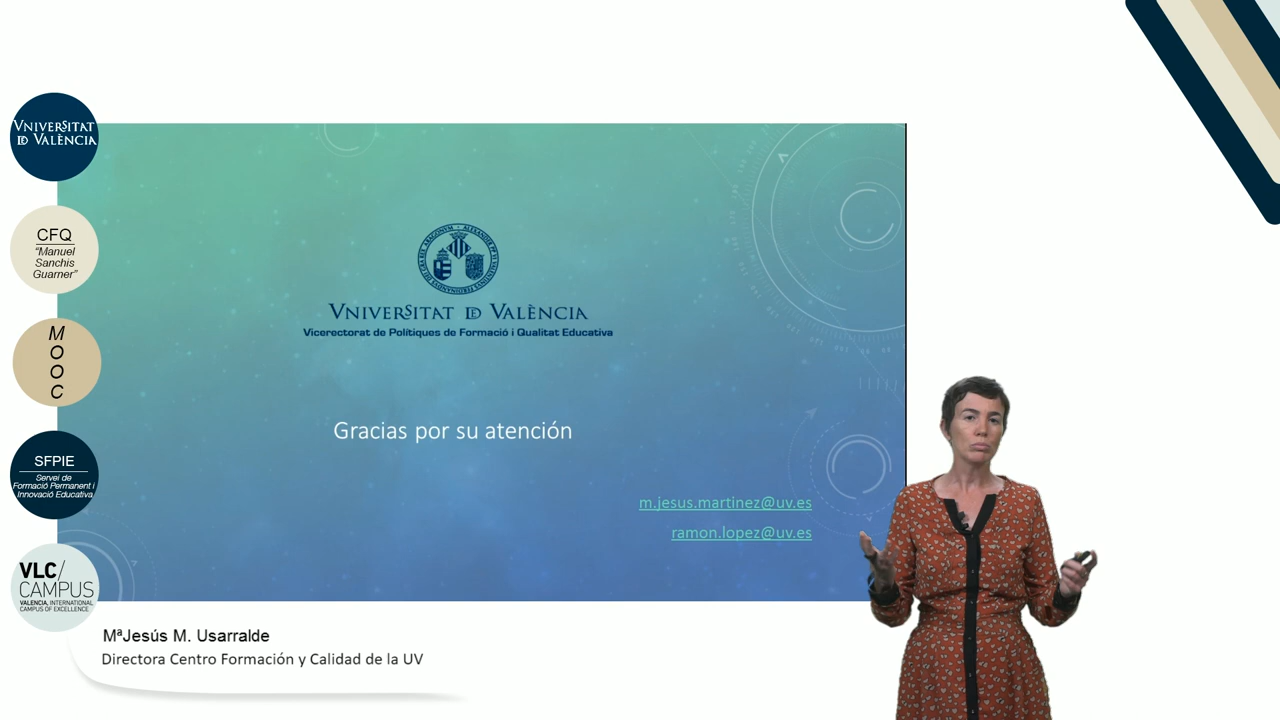 VNIVERSITAT
DE VALÈNCIA
CFQ
"Manuel
Sanchis
Guarner"
M
O
O
C
SFPIE
Servei de
Formació Permanent i
Innovació Educativa
VLC/
CAMPUS
VALENCIA, INTERNATIONAL
CAMPUS OF EXCELLENCE
VNIVERSITAT DE VALÈNCIA
Vicerectorat de Polítiques de Formació i Qualitat Educativa
Gracias por su atención
m.jesus.martinez@uv.es
ramon.lopez@uv.es
MªJesús M. Usarralde
Directora Centro Formación y Calidad de la UV